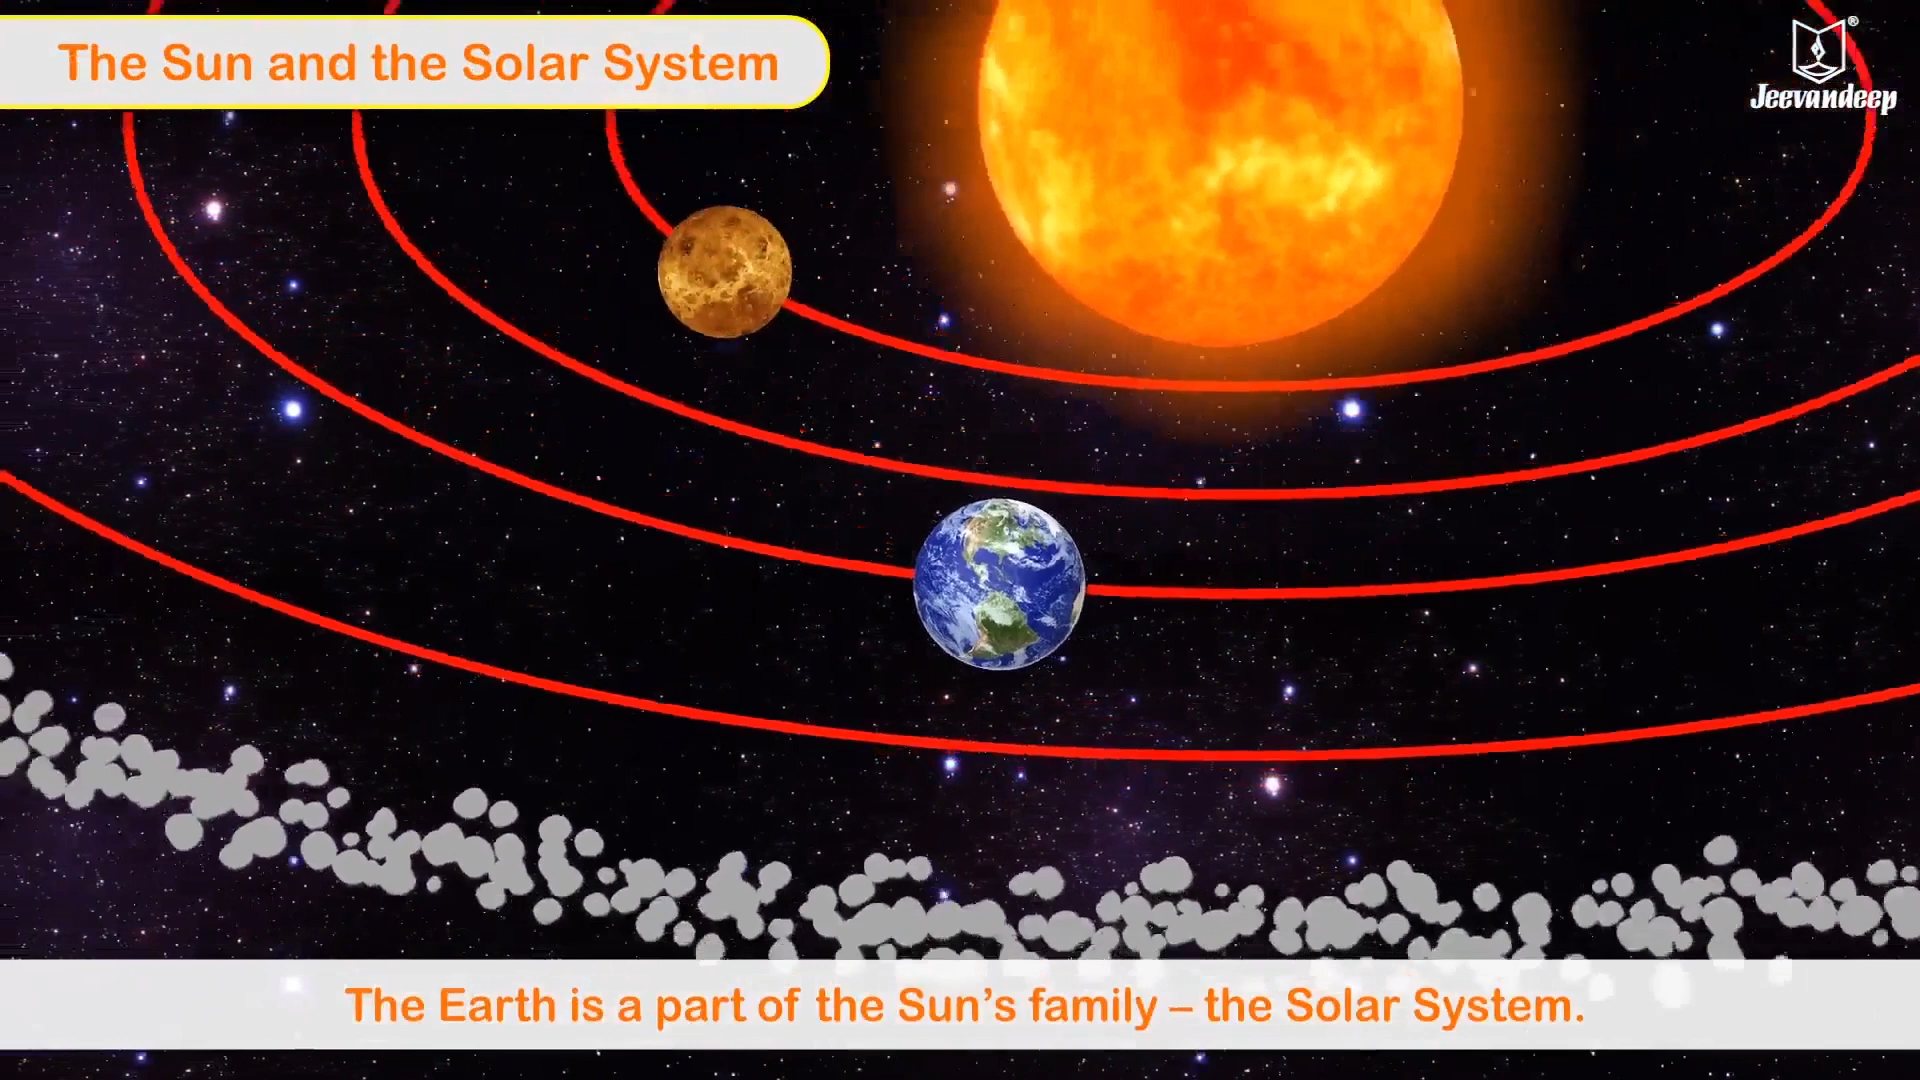 The Sun and the Solar System
®
Jeevandeep
The Earth is a part of the Sun’s family – the Solar System.